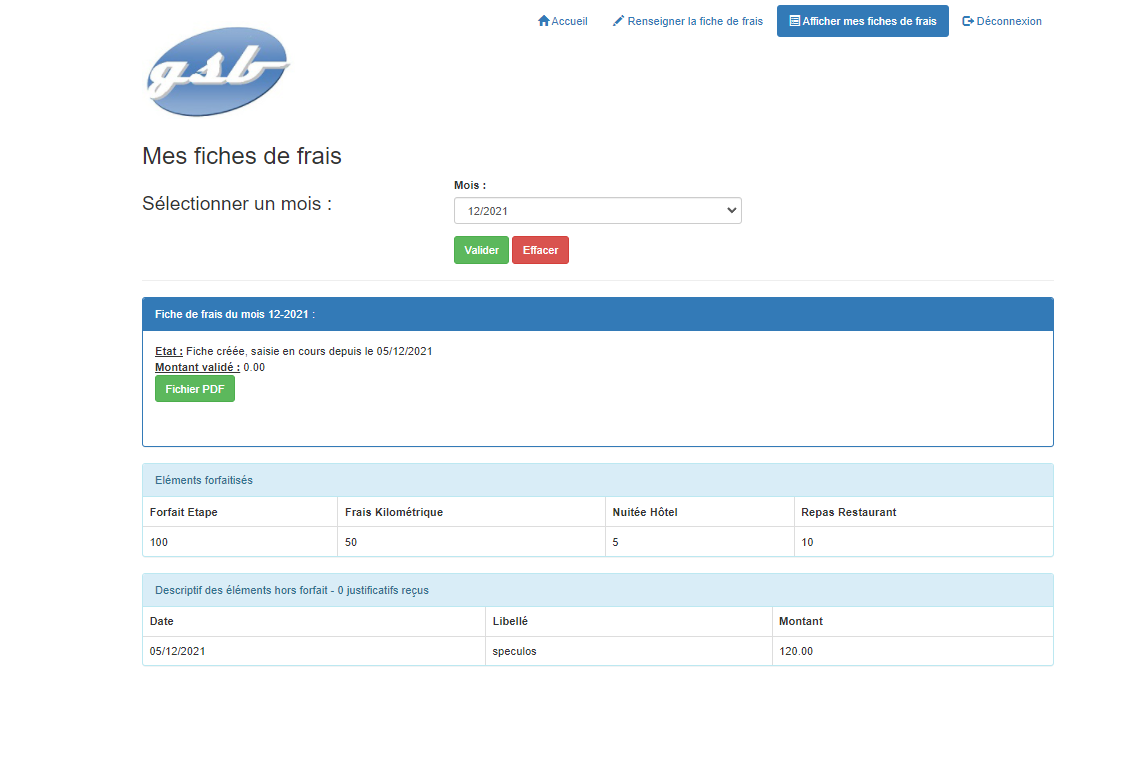 Accueil Renseigner la fiche de frais Afficher mes fiches de frais Déconnexion
gsb
Mes fiches de frais
Sélectionner un mois :
Mois :
12/2021
Valider Effacer
Fiche de frais du mois 12-2021 :
Etat : Fiche créée, saisie en cours depuis le 05/12/2021
Montant validé : 0.00
Fichier PDF
Eléments forfaitisés
Forfait Etape Frais Kilométrique Nuitée Hôtel Repas Restaurant
100 50 5 10
Descriptif des éléments hors forfait - 0 justificatifs reçus
Date Libellé Montant
05/12/2021 speculos 120.00